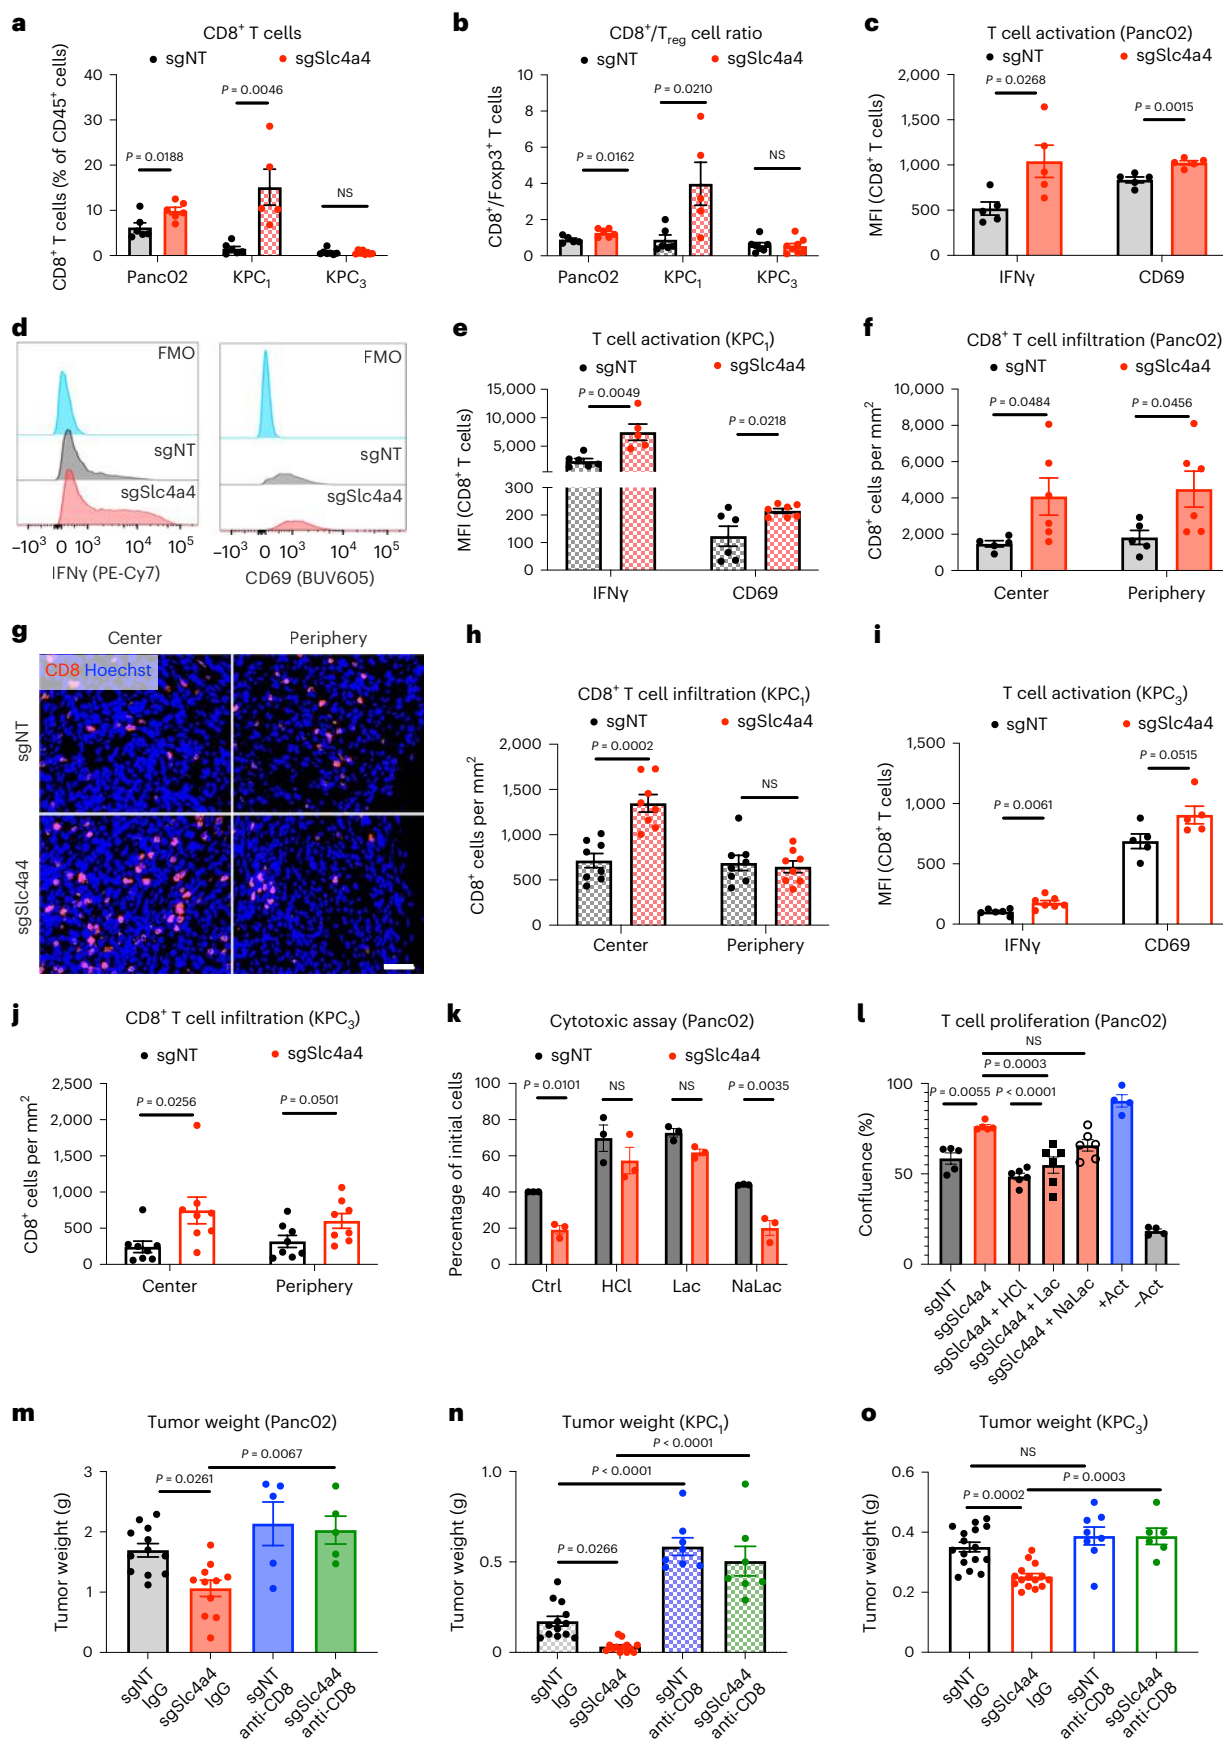 a
CD8+ T cells
sgNT sgSlc4a4
CD8+ T cells (% of CD45+ cells)
40
30
20
10
0
P = 0.0188
P = 0.0046
NS
Panc02 KPC1 KPC3
b
CD8+/Treg cell ratio
sgNT sgSlc4a4
CD8+/Foxp3+ T cells
10
8
6
4
2
0
P = 0.0162
P = 0.0210
NS
Panc02 KPC1 KPC3
c
T cell activation (Panc02)
sgNT sgSlc4a4
MFI (CD8+ T cells)
2,000
1,500
1,000
500
0
P = 0.0268
P = 0.0015
IFNγ CD69
d
FMO
sgNT
sgSlc4a4
−10³ 0 10³ 10⁴ 10⁵
IFNγ (PE-Cy7)
FMO
sgNT
sgSlc4a4
−10³ 0 10³ 10⁴ 10⁵
CD69 (BUV605)
e
T cell activation (KPC1)
sgNT sgSlc4a4
MFI (CD8+ T cells)
15,000
10,000
5,000
300
200
100
0
P = 0.0049
P = 0.0218
IFNγ CD69
f
CD8+ T cell infiltration (Panc02)
sgNT sgSlc4a4
CD8+ cells per mm²
10,000
8,000
6,000
4,000
2,000
0
P = 0.0484
P = 0.0456
Center Periphery
g
Center Periphery
CD8 Hoechst
sgNT
sgSlc4a4
h
CD8+ T cell infiltration (KPC1)
sgNT sgSlc4a4
CD8+ cells per mm²
2,000
1,500
1,000
500
0
P = 0.0002
NS
Center Periphery
i
T cell activation (KPC3)
sgNT sgSlc4a4
MFI (CD8+ T cells)
1,500
1,000
500
0
P = 0.0061
P = 0.0515
IFNγ CD69
j
CD8+ T cell infiltration (KPC3)
sgNT sgSlc4a4
CD8+ cells per mm²
2,500
2,000
1,500
1,000
500
0
P = 0.0256
P = 0.0501
Center Periphery
k
Cytotoxic assay (Panc02)
sgNT sgSlc4a4
Percentage of initial cells
100
80
60
40
20
0
P = 0.0101
NS
NS
P = 0.0035
Ctrl HCl Lac NaLac
l
T cell proliferation (Panc02)
NS
P = 0.0003
P = 0.0055
P < 0.0001
Confluence (%)
100
50
0
sgNT
sgSlc4a4
sgSlc4a4 + HCl
sgSlc4a4 + Lac
sgSlc4a4 + NaLac
+Act
−Act
m
Tumor weight (Panc02)
P = 0.0067
P = 0.0261
Tumor weight (g)
3
2
1
0
sgNT IgG
sgSlc4a4 IgG
sgNT anti-CD8
sgSlc4a4 anti-CD8
n
Tumor weight (KPC1)
P < 0.0001
P < 0.0001
P = 0.0266
Tumor weight (g)
1.0
0.5
0
sgNT IgG
sgSlc4a4 IgG
sgNT anti-CD8
sgSlc4a4 anti-CD8
o
Tumor weight (KPC3)
NS
P = 0.0003
P = 0.0002
Tumor weight (g)
0.6
0.4
0.2
0
sgNT IgG
sgSlc4a4 IgG
sgNT anti-CD8
sgSlc4a4 anti-CD8